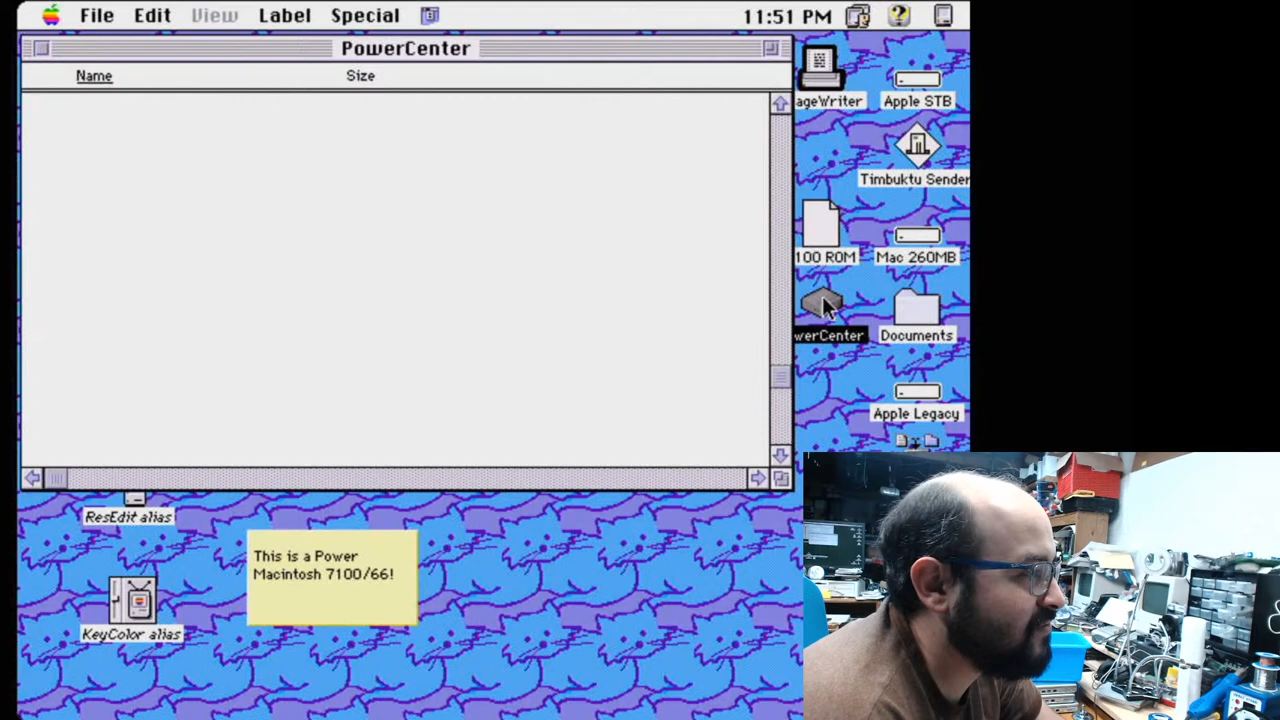 File Edit View Label Special 1:51 PM
PowerCenter
Name Size
ageWriter
Apple STB
Timbuktu Sender
100 ROM
Mac 260MB
werCenter
Documents
Apple Legacy
ResEdit alias
This is a Power
Macintosh 7100/66!
KeyColor alias